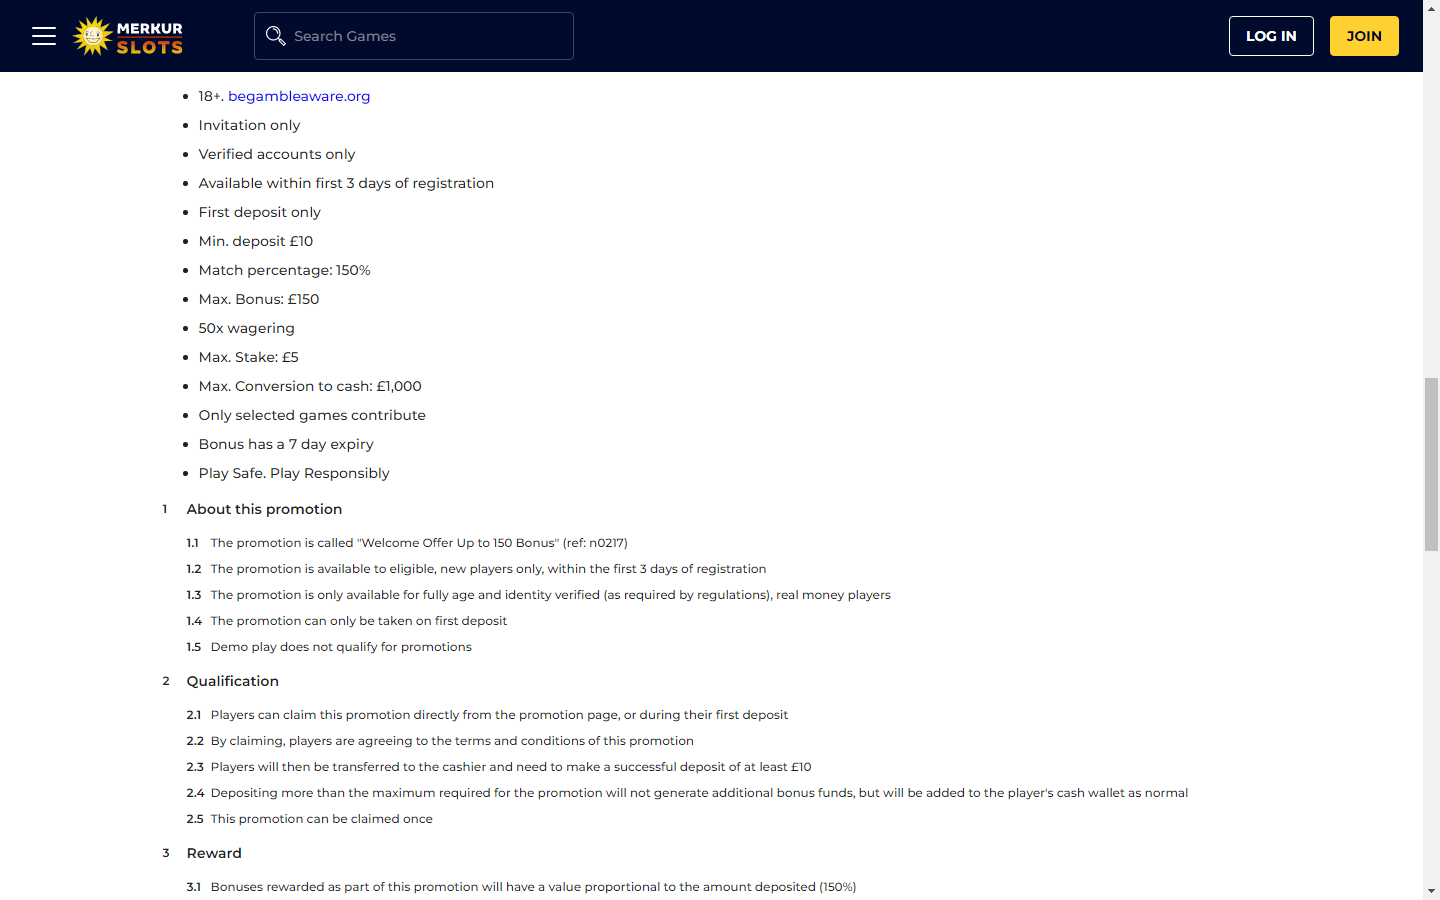 MERKUR
SLOTS
Search Games
LOG IN
JOIN
18+. begambleaware.org
Invitation only
Verified accounts only
Available within first 3 days of registration
First deposit only
Min. deposit £10
Match percentage: 150%
Max. Bonus: £150
50x wagering
Max. Stake: £5
Max. Conversion to cash: £1,000
Only selected games contribute
Bonus has a 7 day expiry
Play Safe. Play Responsibly
1 About this promotion
1.1 The promotion is called "Welcome Offer Up to 150 Bonus" (ref: n0217)
1.2 The promotion is available to eligible, new players only, within the first 3 days of registration
1.3 The promotion is only available for fully age and identity verified (as required by regulations), real money players
1.4 The promotion can only be taken on first deposit
1.5 Demo play does not qualify for promotions
2 Qualification
2.1 Players can claim this promotion directly from the promotion page, or during their first deposit
2.2 By claiming, players are agreeing to the terms and conditions of this promotion
2.3 Players will then be transferred to the cashier and need to make a successful deposit of at least £10
2.4 Depositing more than the maximum required for the promotion will not generate additional bonus funds, but will be added to the player's cash wallet as normal
2.5 This promotion can be claimed once
3 Reward
3.1 Bonuses rewarded as part of this promotion will have a value proportional to the amount deposited (150%)